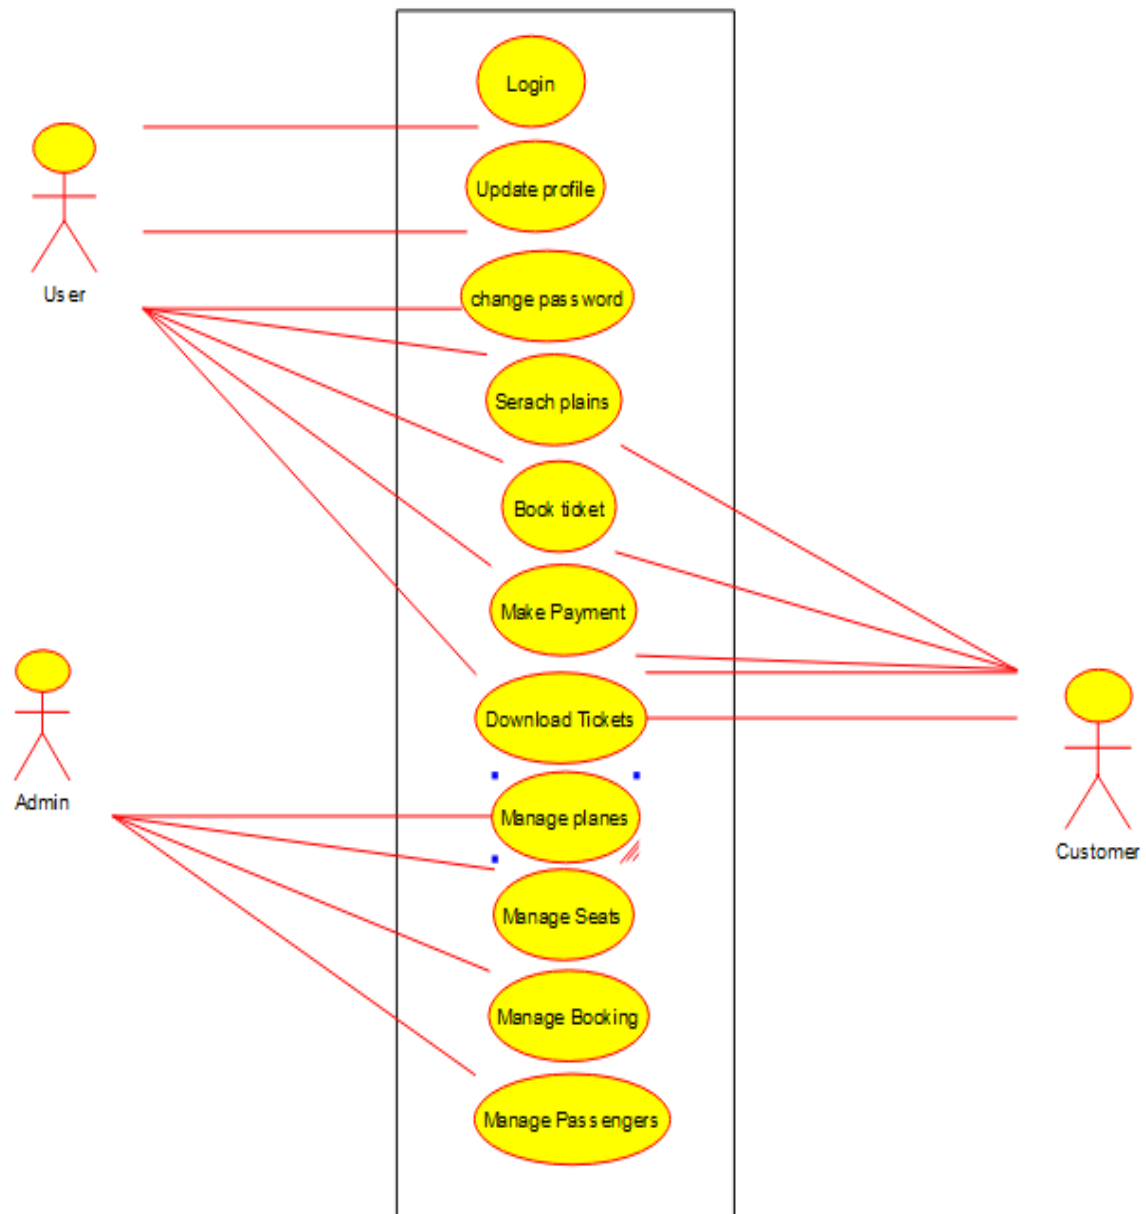 Login
Update profile
User
change password
Serach plains
Book ticket
Make Payment
Download Tickets
Admin
Manage planes
Customer
Manage Seats
Manage Booking
Manage Passengers